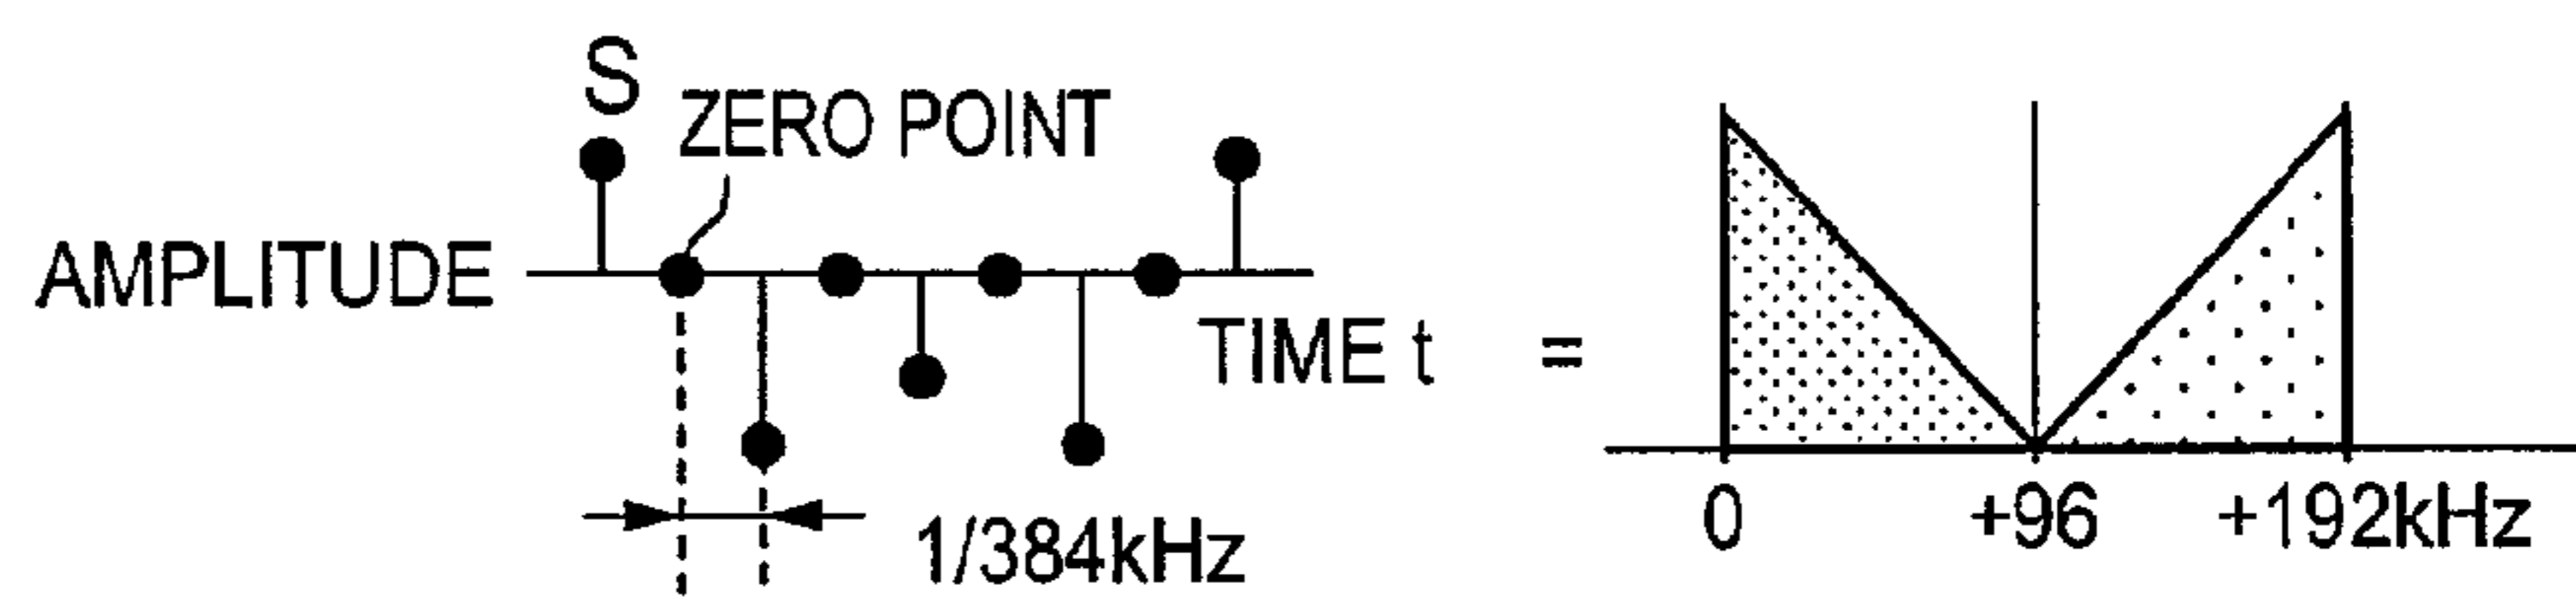 S
ZERO POINT
AMPLITUDE
TIME t
=
1/384kHz
0 +96 +192kHz